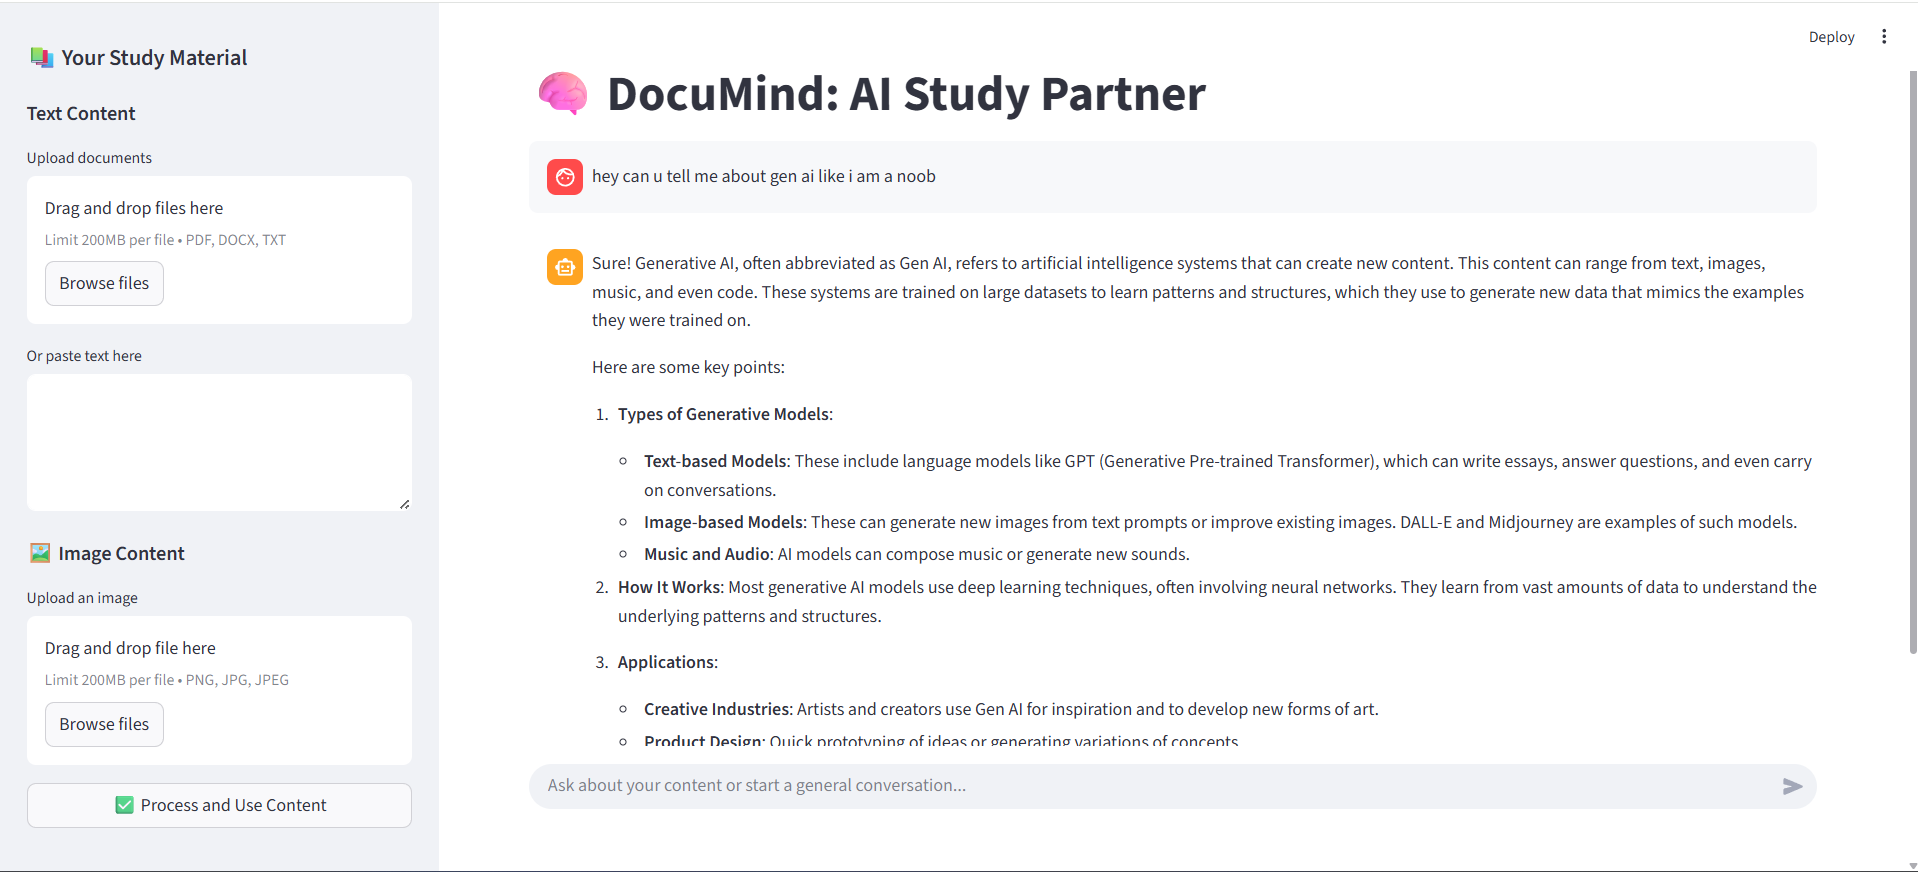 Your Study Material
Text Content
Upload documents
Drag and drop files here
Limit 200MB per file • PDF, DOCX, TXT
Browse files
Or paste text here
Image Content
Upload an image
Drag and drop file here
Limit 200MB per file • PNG, JPG, JPEG
Browse files
Process and Use Content
Deploy
DocuMind: AI Study Partner
hey can u tell me about gen ai like i am a noob
Sure! Generative AI, often abbreviated as Gen AI, refers to artificial intelligence systems that can create new content. This content can range from text, images,
music, and even code. These systems are trained on large datasets to learn patterns and structures, which they use to generate new data that mimics the examples
they were trained on.
Here are some key points:
1. Types of Generative Models:
Text-based Models: These include language models like GPT (Generative Pre-trained Transformer), which can write essays, answer questions, and even carry
on conversations.
Image-based Models: These can generate new images from text prompts or improve existing images. DALL-E and Midjourney are examples of such models.
Music and Audio: AI models can compose music or generate new sounds.
2. How It Works: Most generative AI models use deep learning techniques, often involving neural networks. They learn from vast amounts of data to understand the
underlying patterns and structures.
3. Applications:
Creative Industries: Artists and creators use Gen AI for inspiration and to develop new forms of art.
Product Design: Quick prototyping of ideas or generating variations of concepts.
Ask about your content or start a general conversation...